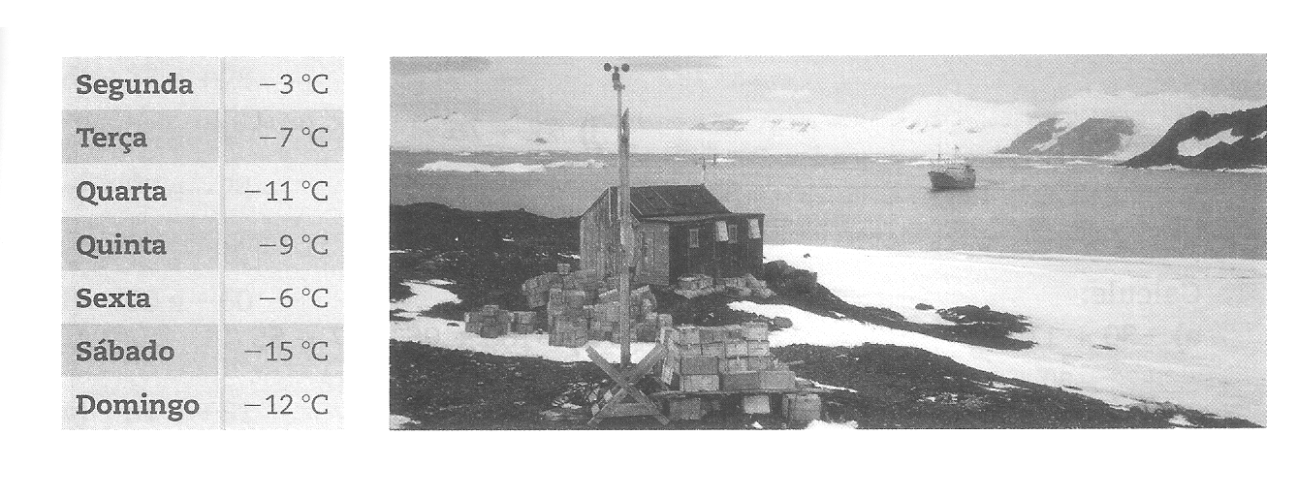 Segunda −3 °C
Terça −7 °C
Quarta −11 °C
Quinta −9 °C
Sexta −6 °C
Sábado −15 °C
Domingo −12 °C